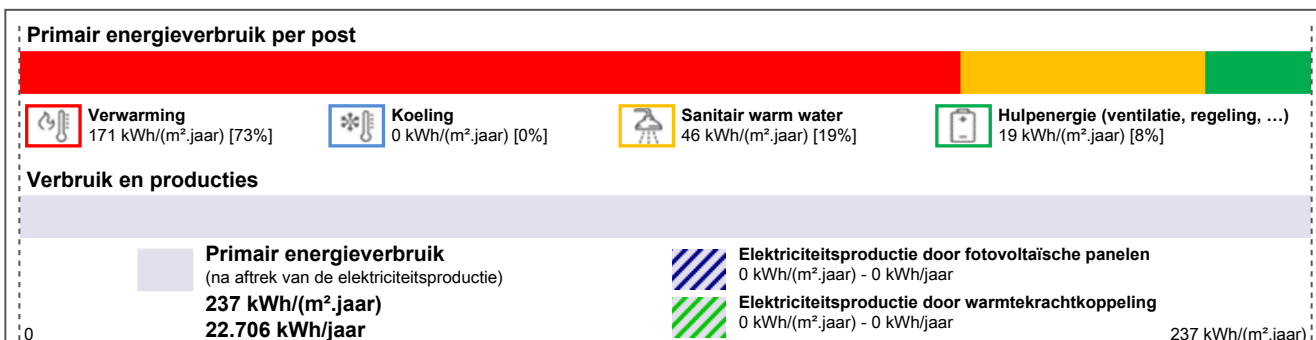 Primair energieverbruik per post
Verwarming
171 kWh/(m².jaar) [73%]
Koeling
0 kWh/(m².jaar) [0%]
Sanitair warm water
46 kWh/(m².jaar) [19%]
Hulpenergie (ventilatie, regeling, …)
19 kWh/(m².jaar) [8%]
Verbruik en producties
Primair energieverbruik
(na aftrek van de elektriciteitsproductie)
237 kWh/(m².jaar)
22.706 kWh/jaar
Elektriciteitsproductie door fotovoltaïsche panelen
0 kWh/(m².jaar) - 0 kWh/jaar
Elektriciteitsproductie door warmtekrachtkoppeling
0 kWh/(m².jaar) - 0 kWh/jaar
0
237 kWh/(m².jaar)